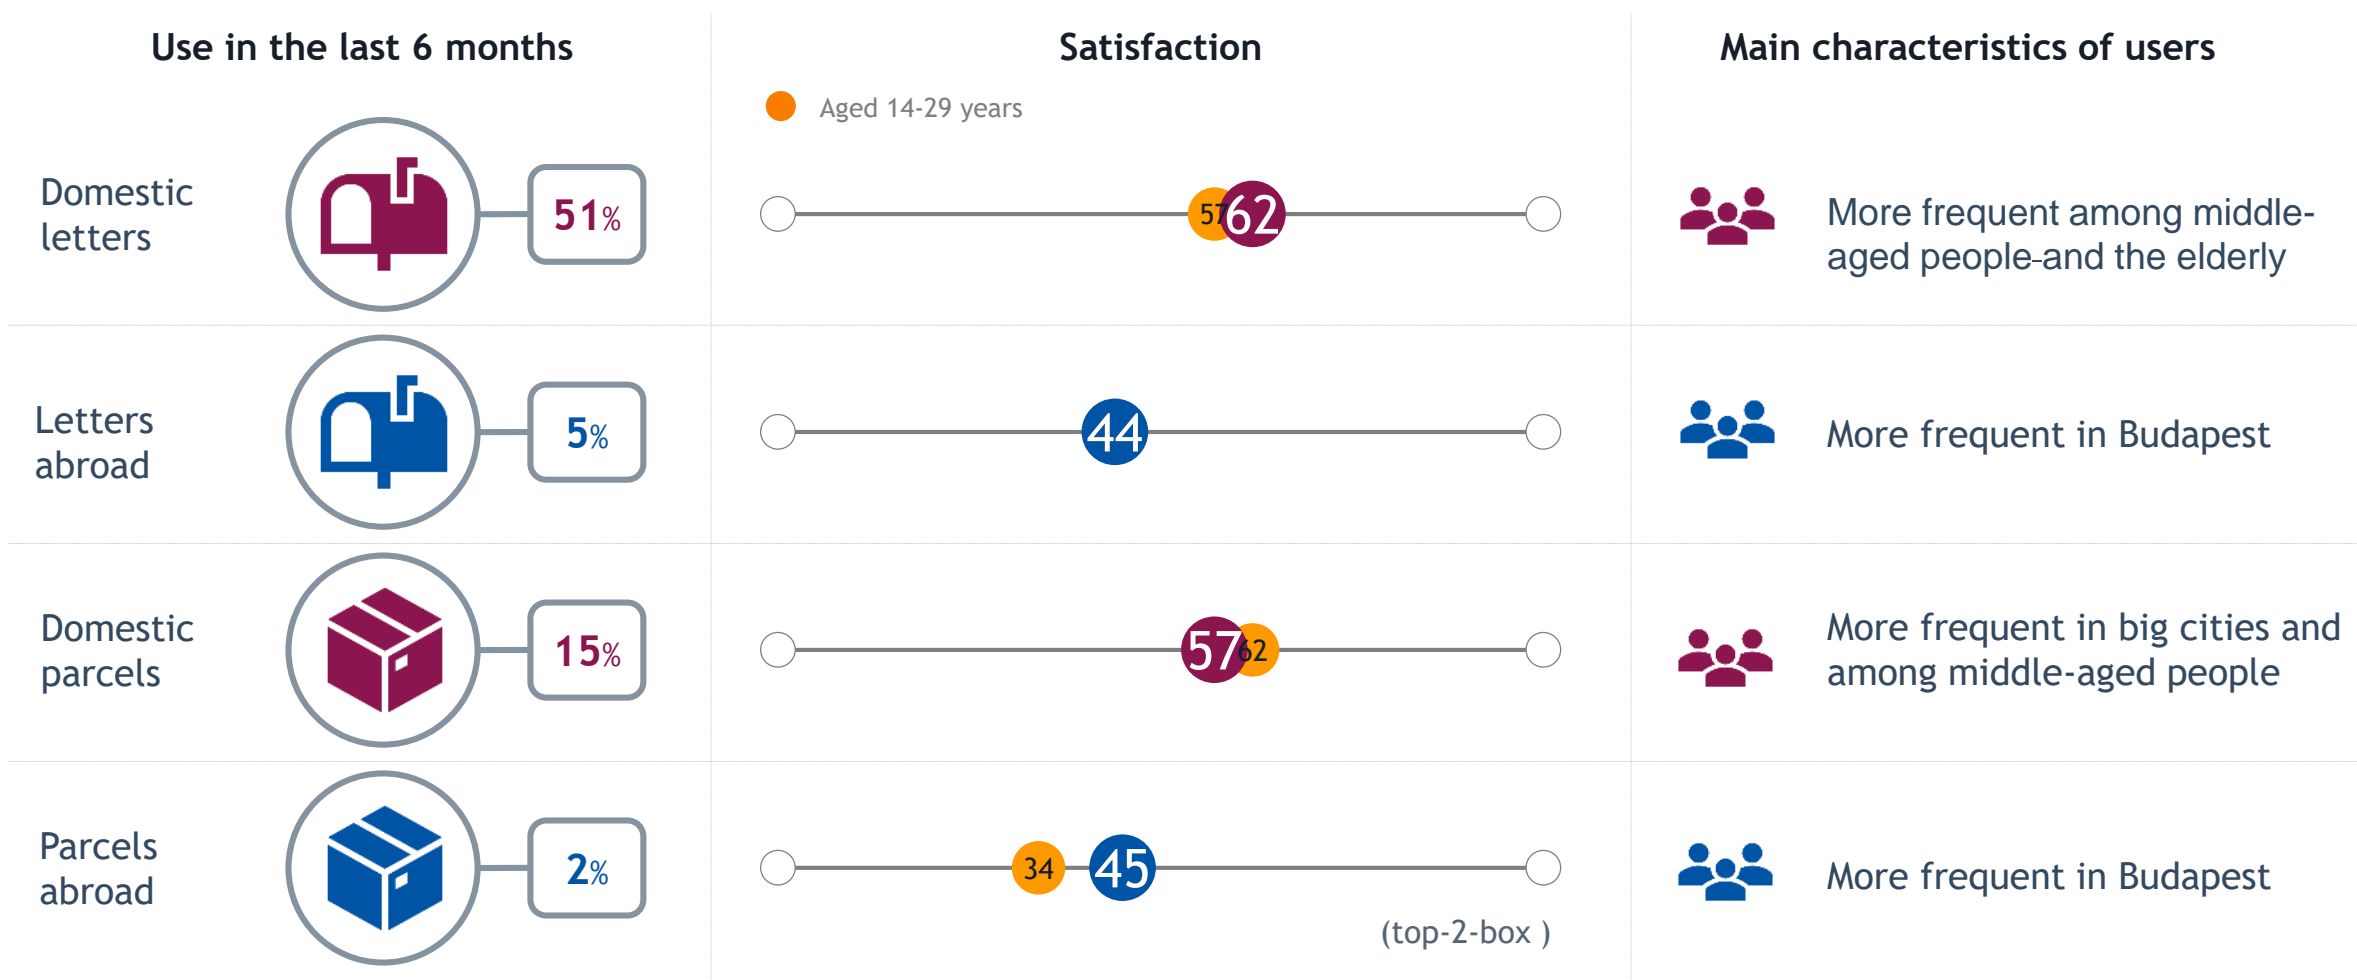 Use in the last 6 months
Satisfaction
Main characteristics of users
Aged 14-29 years
Domestic
letters
51%
57
62
More frequent among middle-
aged people and the elderly
Letters
abroad
5%
44
More frequent in Budapest
Domestic
parcels
15%
57
62
More frequent in big cities and
among middle-aged people
Parcels
abroad
2%
34
45
More frequent in Budapest
(top-2-box )